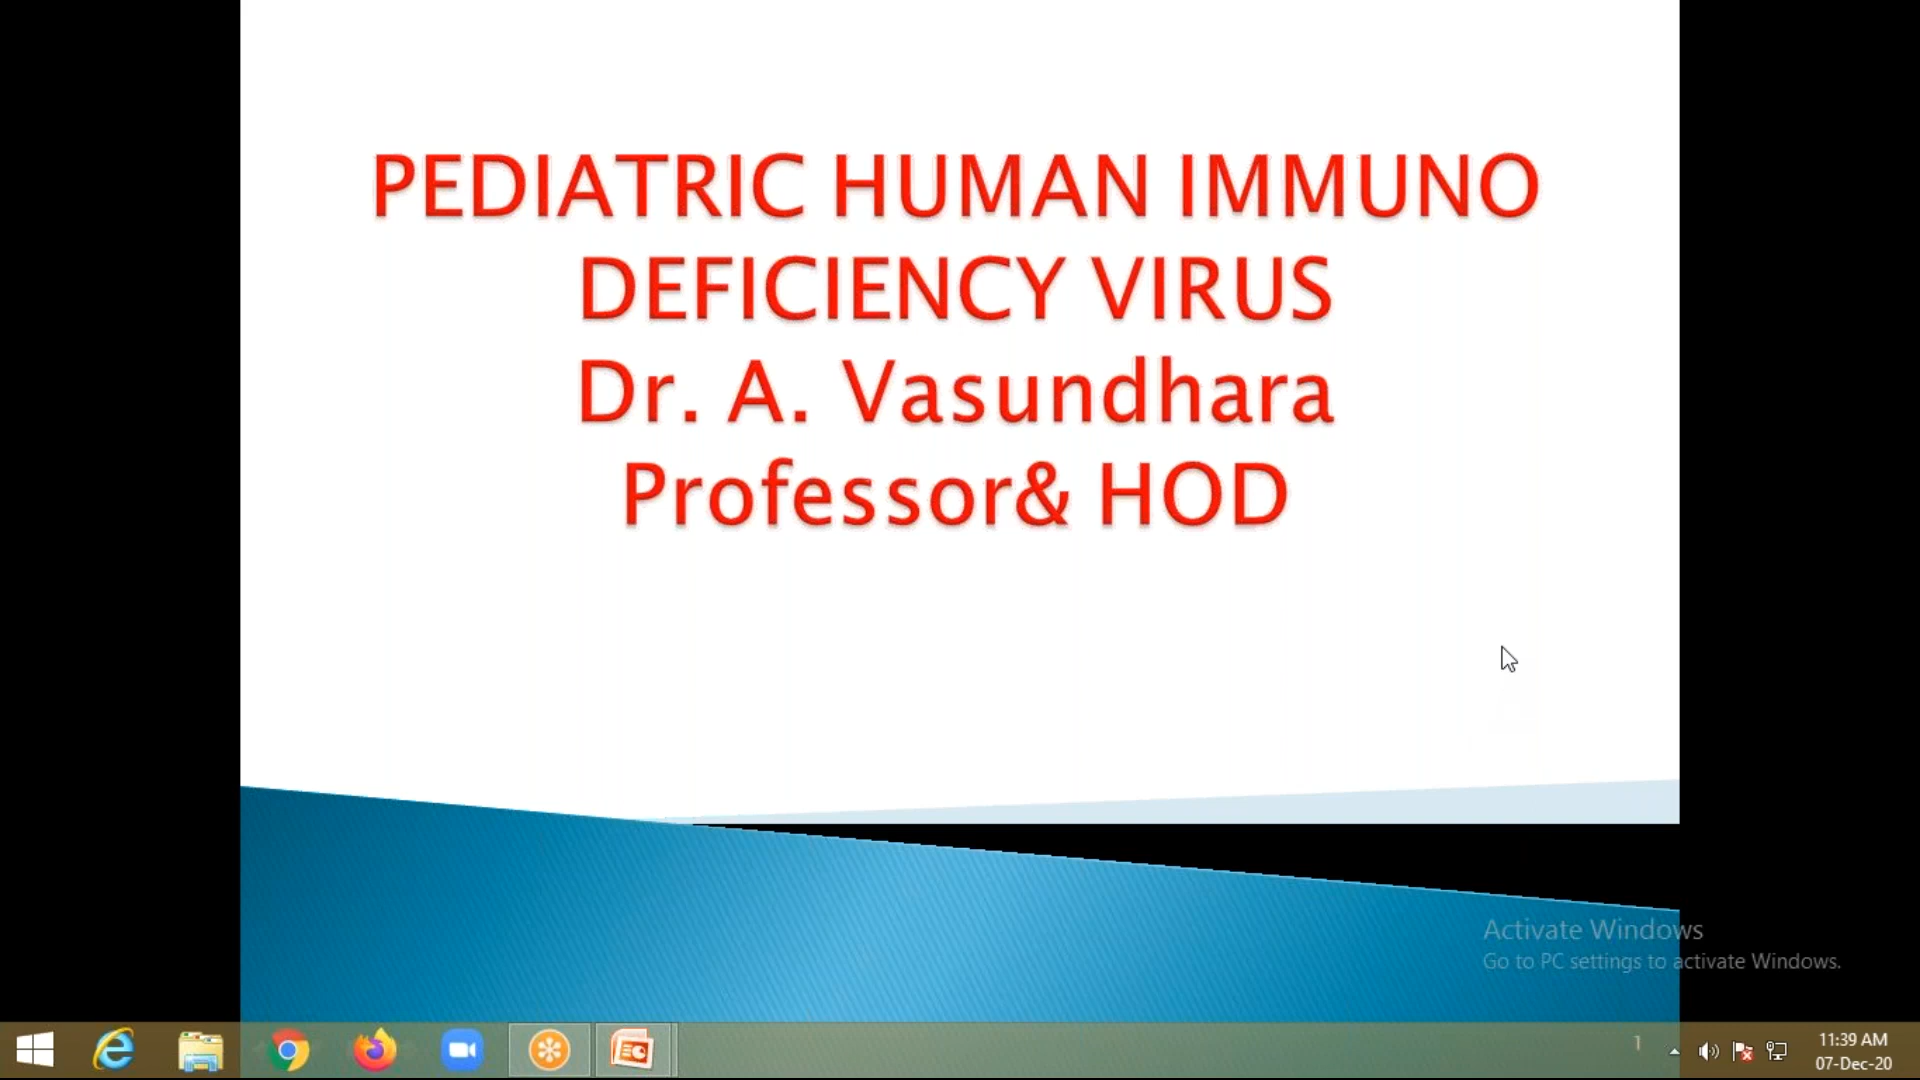 PEDIATRIC HUMAN IMMUNO
DEFICIENCY VIRUS
Dr. A. Vasundhara
Professor& HOD
Activate Windows
Go to PC settings to activate Windows.
1
11:39 AM
07-Dec-20